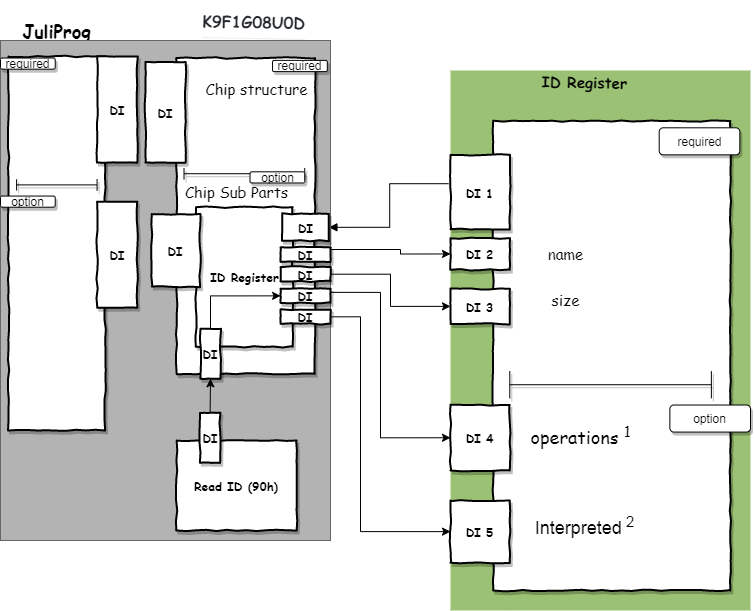 K9F1G08U0D
JuliProg
required
required
DI
DI
Chip structure
option
Chip Sub Parts
option
DI
DI
DI
DI
ID Register
DI
DI
DI
DI
DI
Read ID (90h)
ID Register
required
DI 1
DI 2
name
DI 3
size
option
DI 4
operations 1
DI 5
Interpreted 2